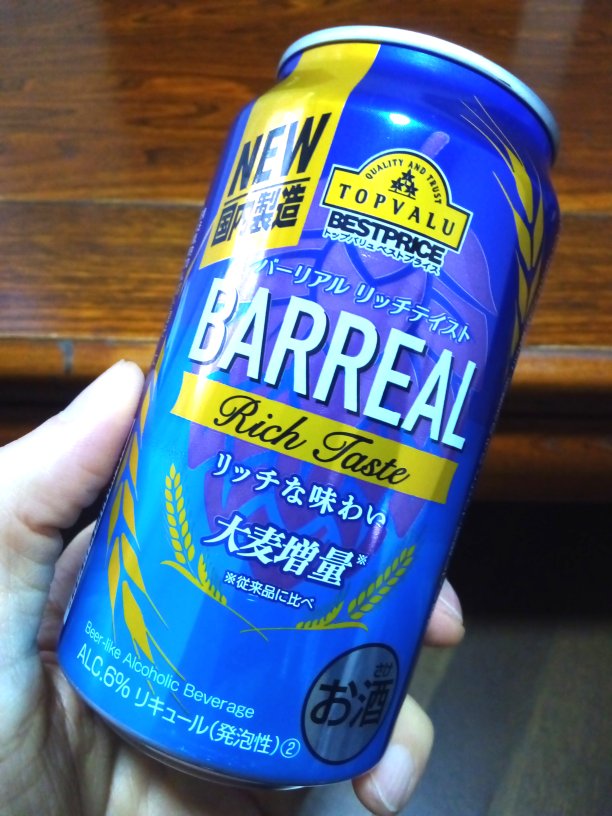 NEW
国内製造
QUALITY AND TRUST
TOPVALU
BESTPRICE
トップバリュ ベストプライス
バーリアル リッチテイスト
BARREAL
Rich Taste
リッチな味わい
大麦増量※
※従来品に比べ
Beer-like Alcoholic Beverage
ALC.6% リキュール(発泡性)②
さけ
お酒